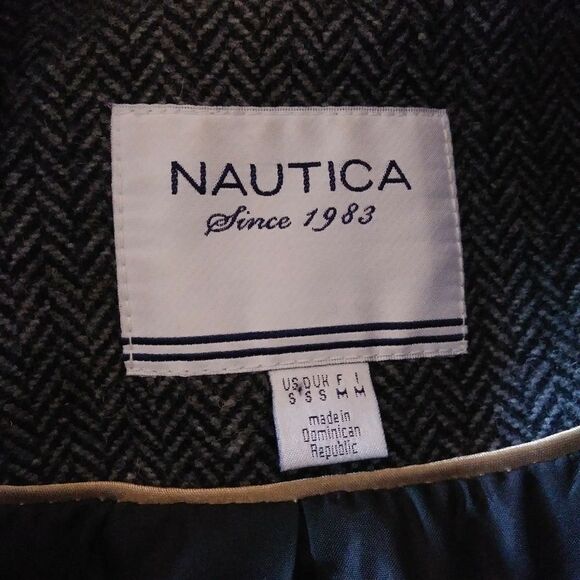 NAUTICA
Since 1983
US D UK F I
S S S M M
made in
Dominican
Republic